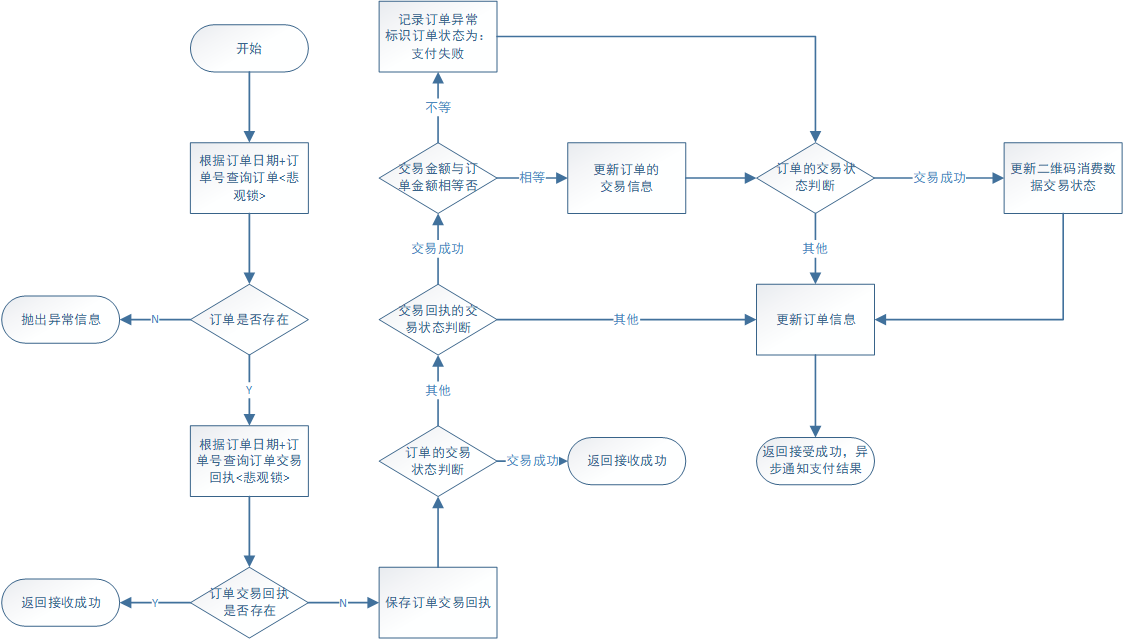 开始
根据订单日期+订
单号查询订单<悲
观锁>
订单是否存在
N
抛出异常信息
Y
根据订单日期+订
单号查询订单交易
回执<悲观锁>
订单交易回执
是否存在
Y
返回接收成功
N
保存订单交易回执
订单的交易
状态判断
交易成功
返回接收成功
其他
交易回执的交
易状态判断
其他
交易成功
交易金额与订
单金额相等否
不等
记录订单异常
标识订单状态为：
支付失败
相等
更新订单的
交易信息
订单的交易状
态判断
交易成功
更新二维码消费数
据交易状态
其他
更新订单信息
返回接受成功，异
步通知支付结果